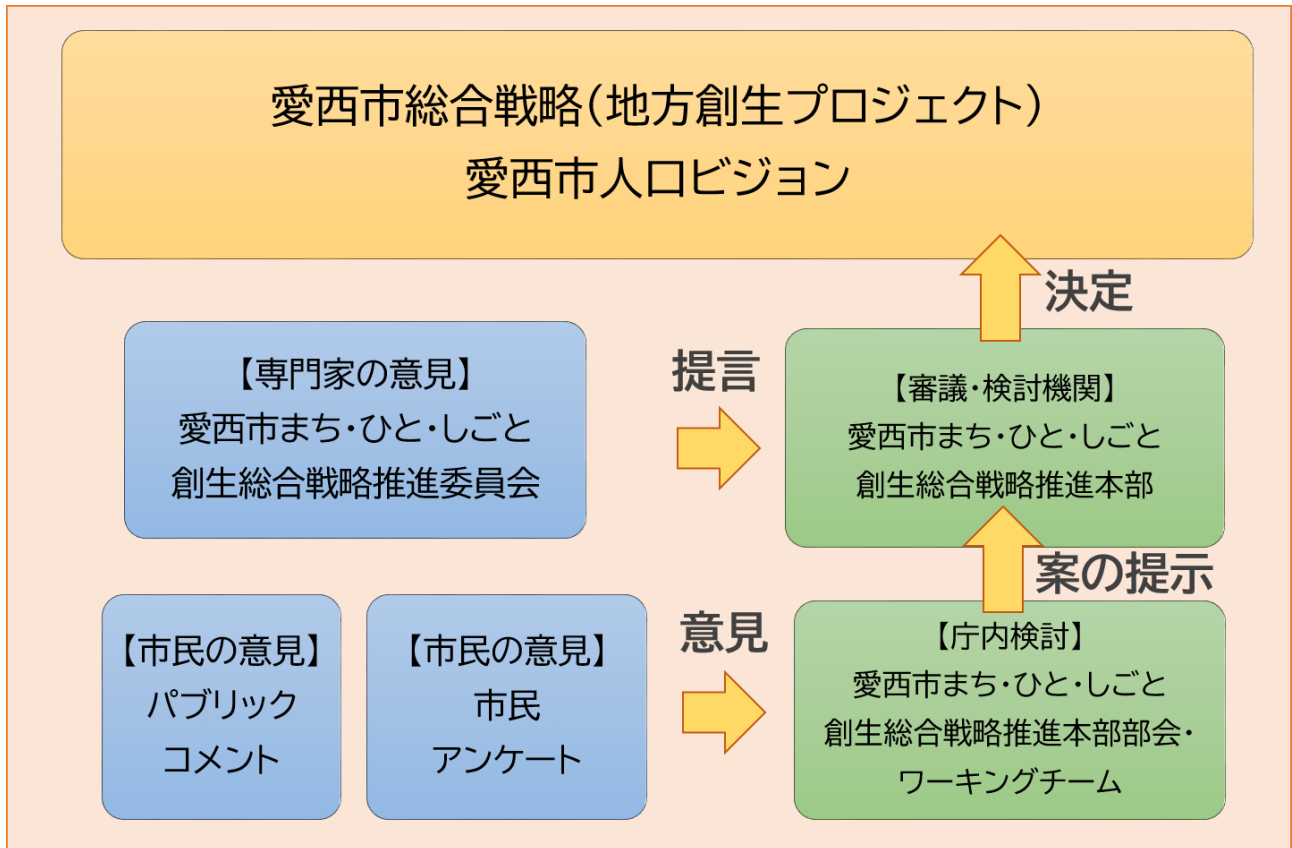 愛西市総合戦略(地方創生プロジェクト)
愛西市人口ビジョン
決定
【専門家の意見】
愛西市まち・ひと・しごと
創生総合戦略推進委員会
提言
【審議・検討機関】
愛西市まち・ひと・しごと
創生総合戦略推進本部
案の提示
【市民の意見】
パブリック
コメント
【市民の意見】
市民
アンケート
意見
【庁内検討】
愛西市まち・ひと・しごと
創生総合戦略推進本部部会・
ワーキングチーム